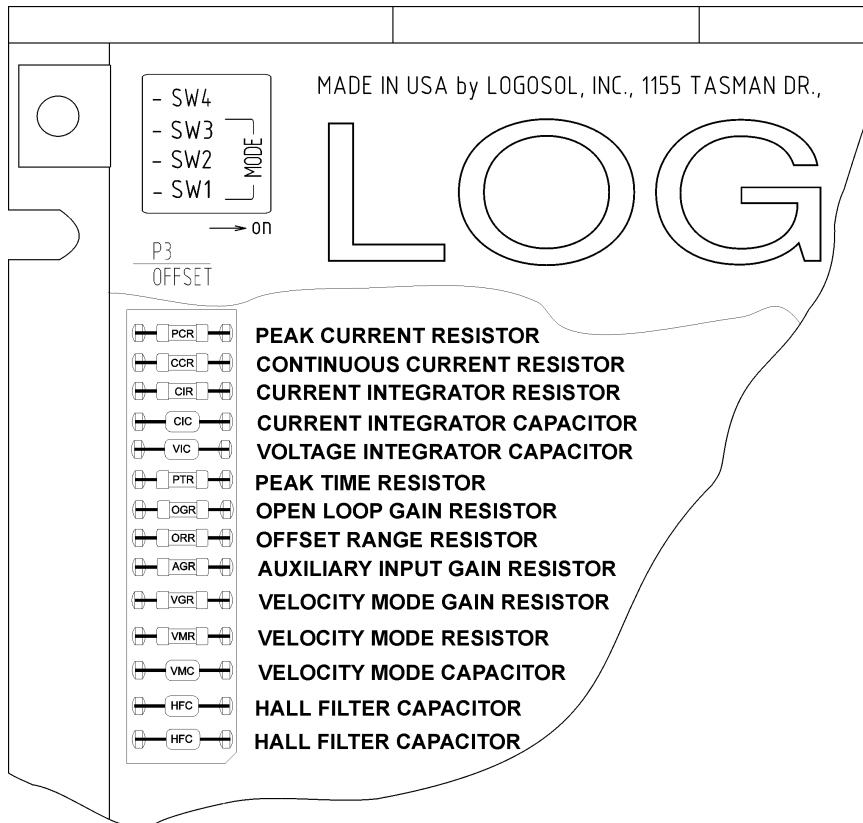 - SW4
- SW3
- SW2
- SW1
MODE
on
P3
OFFSET
MADE IN USA by LOGOSOL, INC., 1155 TASMAN DR.,
LOG
PCR PEAK CURRENT RESISTOR
CCR CONTINUOUS CURRENT RESISTOR
CIR CURRENT INTEGRATOR RESISTOR
CIC CURRENT INTEGRATOR CAPACITOR
VIC VOLTAGE INTEGRATOR CAPACITOR
PTR PEAK TIME RESISTOR
OGR OPEN LOOP GAIN RESISTOR
ORR OFFSET RANGE RESISTOR
AGR AUXILIARY INPUT GAIN RESISTOR
VGR VELOCITY MODE GAIN RESISTOR
VMR VELOCITY MODE RESISTOR
VMC VELOCITY MODE CAPACITOR
HFC HALL FILTER CAPACITOR
HFC HALL FILTER CAPACITOR